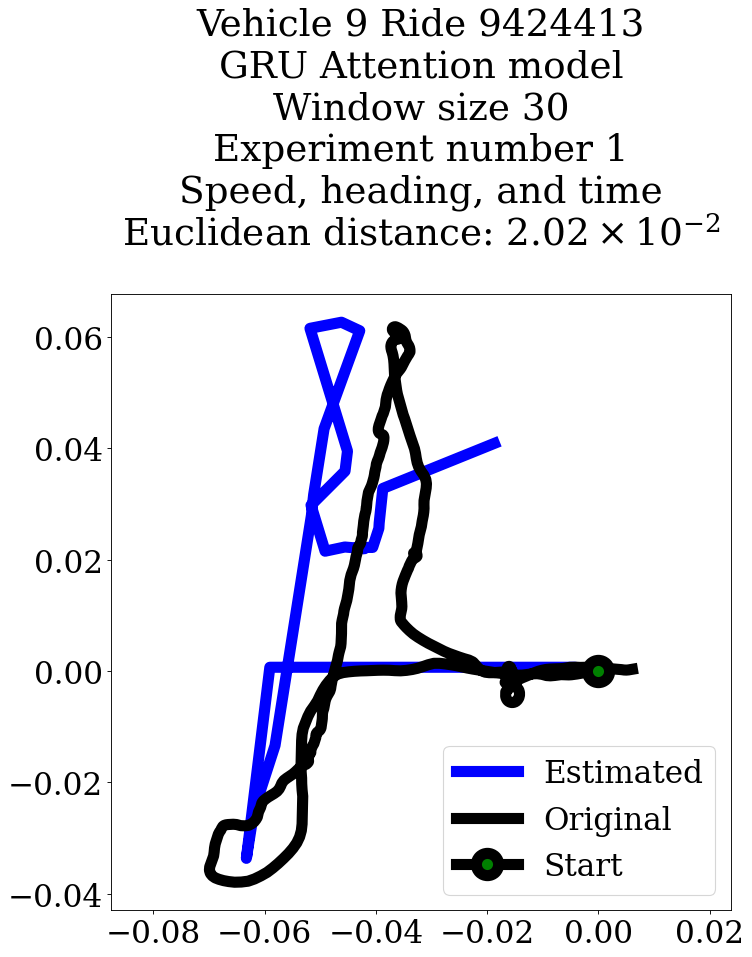 Vehicle 9 Ride 9424413
GRU Attention model
Window size 30
Experiment number 1
Speed, heading, and time
Euclidean distance: 2.02 × 10⁻²
0.06
0.04
0.02
0.00
−0.02
−0.04
Estimated
Original
Start
−0.08 −0.06 −0.04 −0.02 0.00 0.02